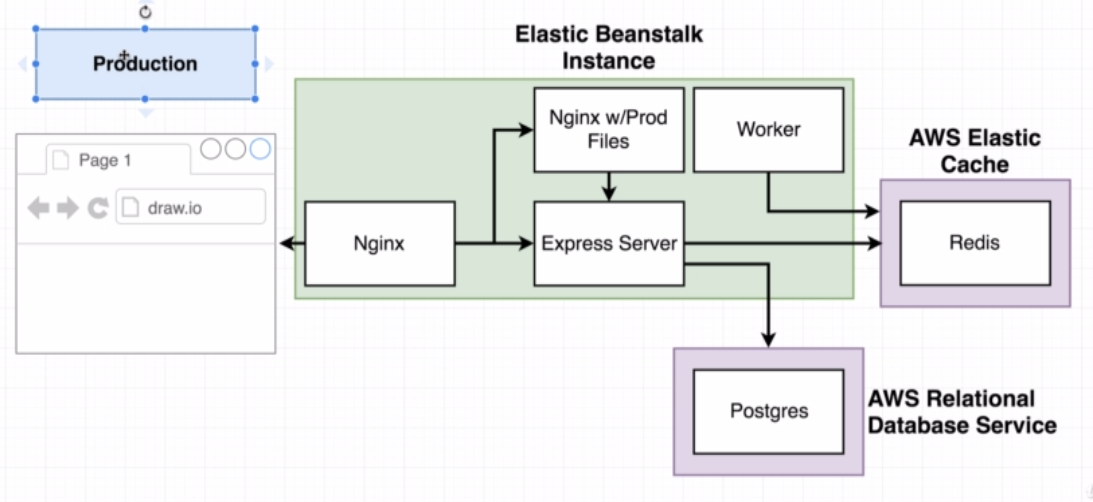 Production
Page 1
draw.io
Elastic Beanstalk
Instance
Nginx w/Prod
Files
Worker
Nginx
Express Server
AWS Elastic
Cache
Redis
Postgres
AWS Relational
Database Service